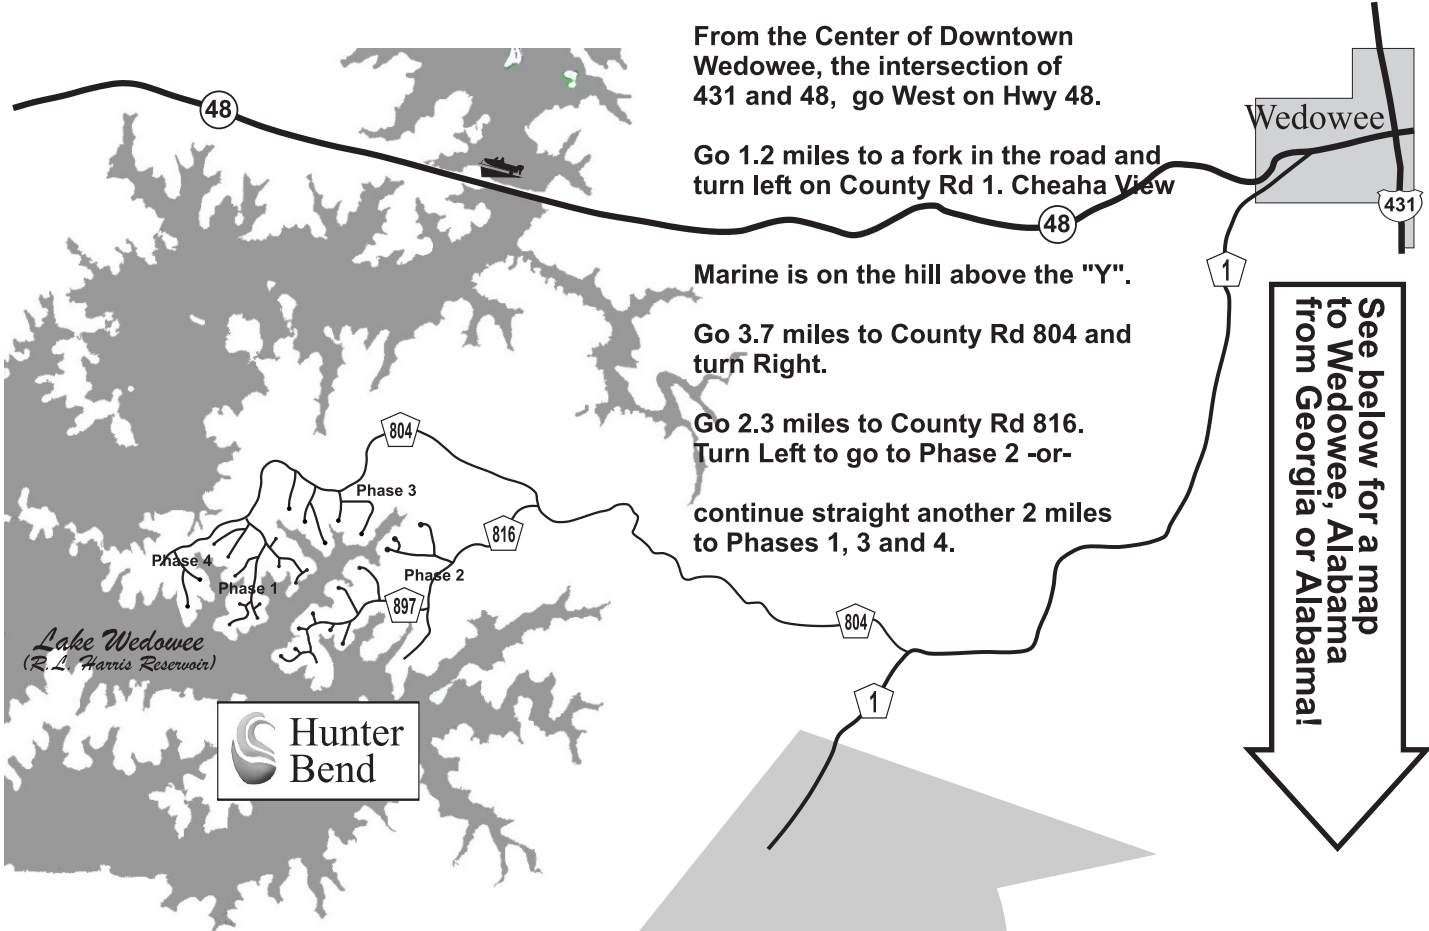 From the Center of Downtown
Wedowee, the intersection of
431 and 48, go West on Hwy 48.
Go 1.2 miles to a fork in the road and
turn left on County Rd 1. Cheaha View
Marine is on the hill above the "Y".
Go 3.7 miles to County Rd 804 and
turn Right.
Go 2.3 miles to County Rd 816.
Turn Left to go to Phase 2 -or-
continue straight another 2 miles
to Phases 1, 3 and 4.
48
48
Wedowee
431
1
See below for a map
to Wedowee, Alabama
from Georgia or Alabama!
804
Phase 3
816
Phase 4
Phase 1
Phase 2
897
804
1
Lake Wedowee
(R.L. Harris Reservoir)
Hunter
Bend